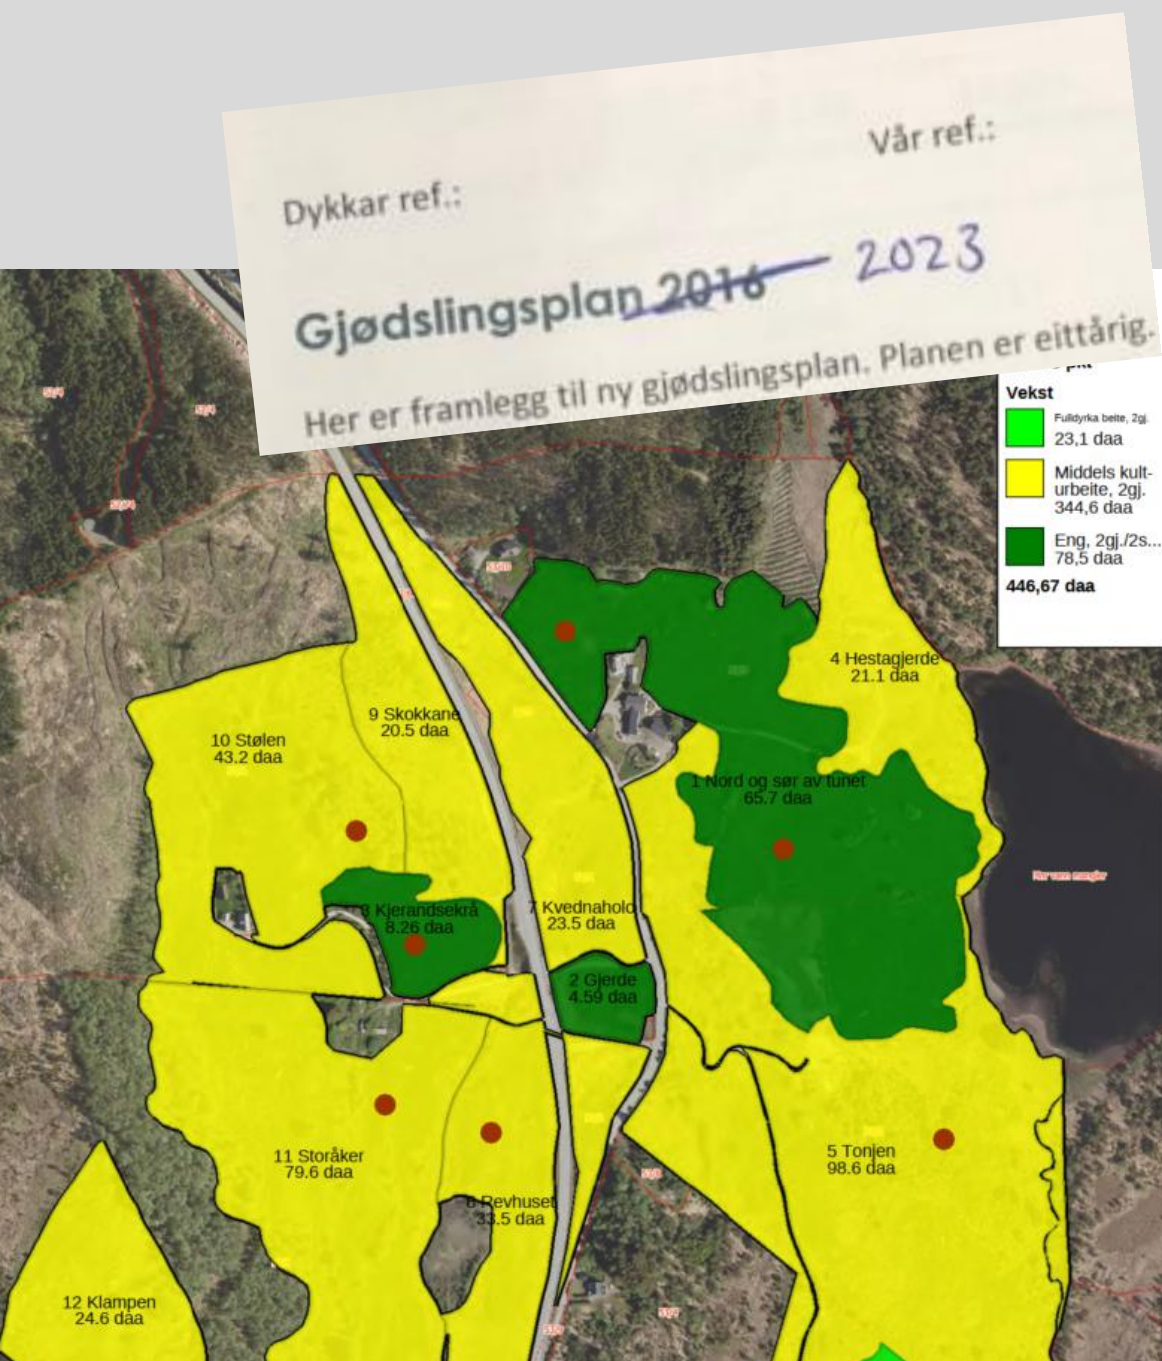 Vår ref.:
Dykkar ref.:
Gjødslingsplan 2016 2023
Her er framlegg til ny gjødslingsplan. Planen er eittårig.
Vekst
Fulldyrka beite, 2gj.
23,1 daa
Middels kult-
urbeite, 2gj.
344,6 daa
Eng, 2gj./2s...
78,5 daa
446,67 daa
4 Hestagjerde
21.1 daa
9 Skokkane
20.5 daa
10 Stølen
43.2 daa
1 Nord og sør av tunet
65.7 daa
3 Kjerandsekrå
8.26 daa
7 Kvednaholo
23.5 daa
2 Gjerde
4.59 daa
11 Storåker
79.6 daa
5 Tonjen
98.6 daa
8 Revhuset
33.5 daa
12 Klampen
24.6 daa